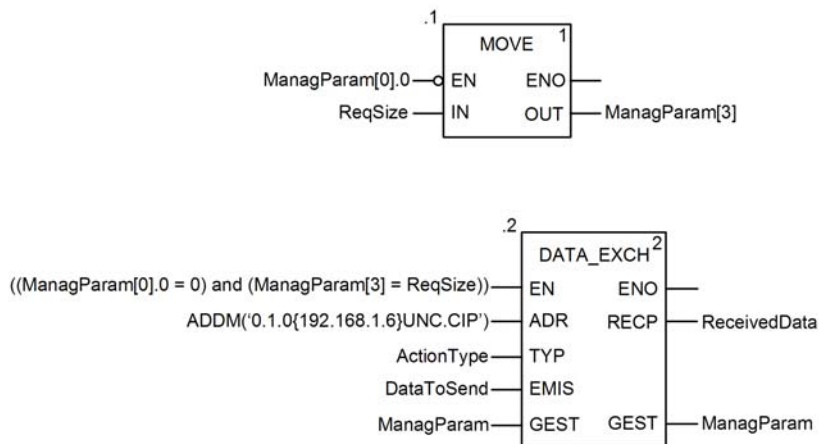 .1
MOVE 1
ManagParam[0].0 EN ENO
ReqSize IN OUT ManagParam[3]
.2
DATA_EXCH 2
((ManagParam[0].0 = 0) and (ManagParam[3] = ReqSize)) EN ENO
ADDM(‘0.1.0{192.168.1.6}UNC.CIP’) ADR RECP ReceivedData
ActionType TYP
DataToSend EMIS
ManagParam GEST GEST ManagParam